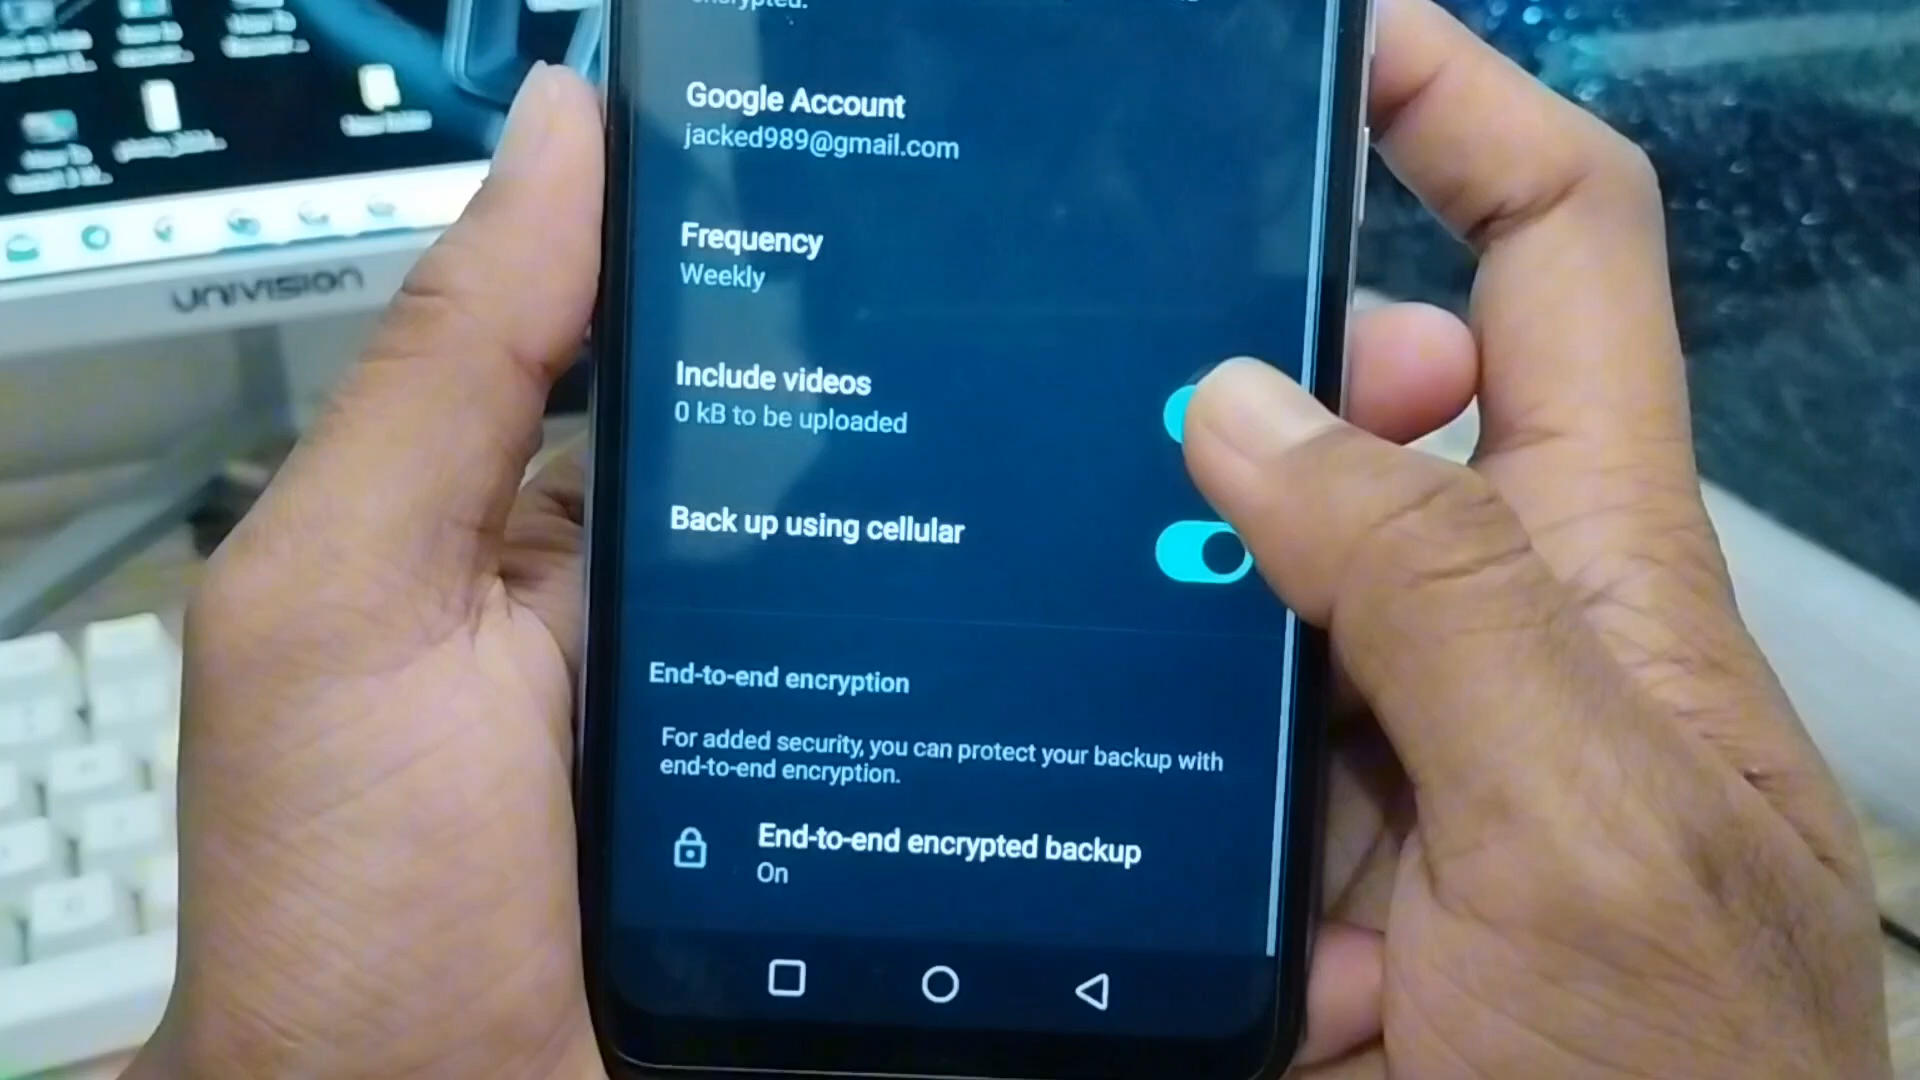 encrypted.
Google Account
jacked989@gmail.com
Frequency
Weekly
Include videos
0 kB to be uploaded
Back up using cellular
End-to-end encryption
For added security, you can protect your backup with
end-to-end encryption.
End-to-end encrypted backup
On
UNIVISION